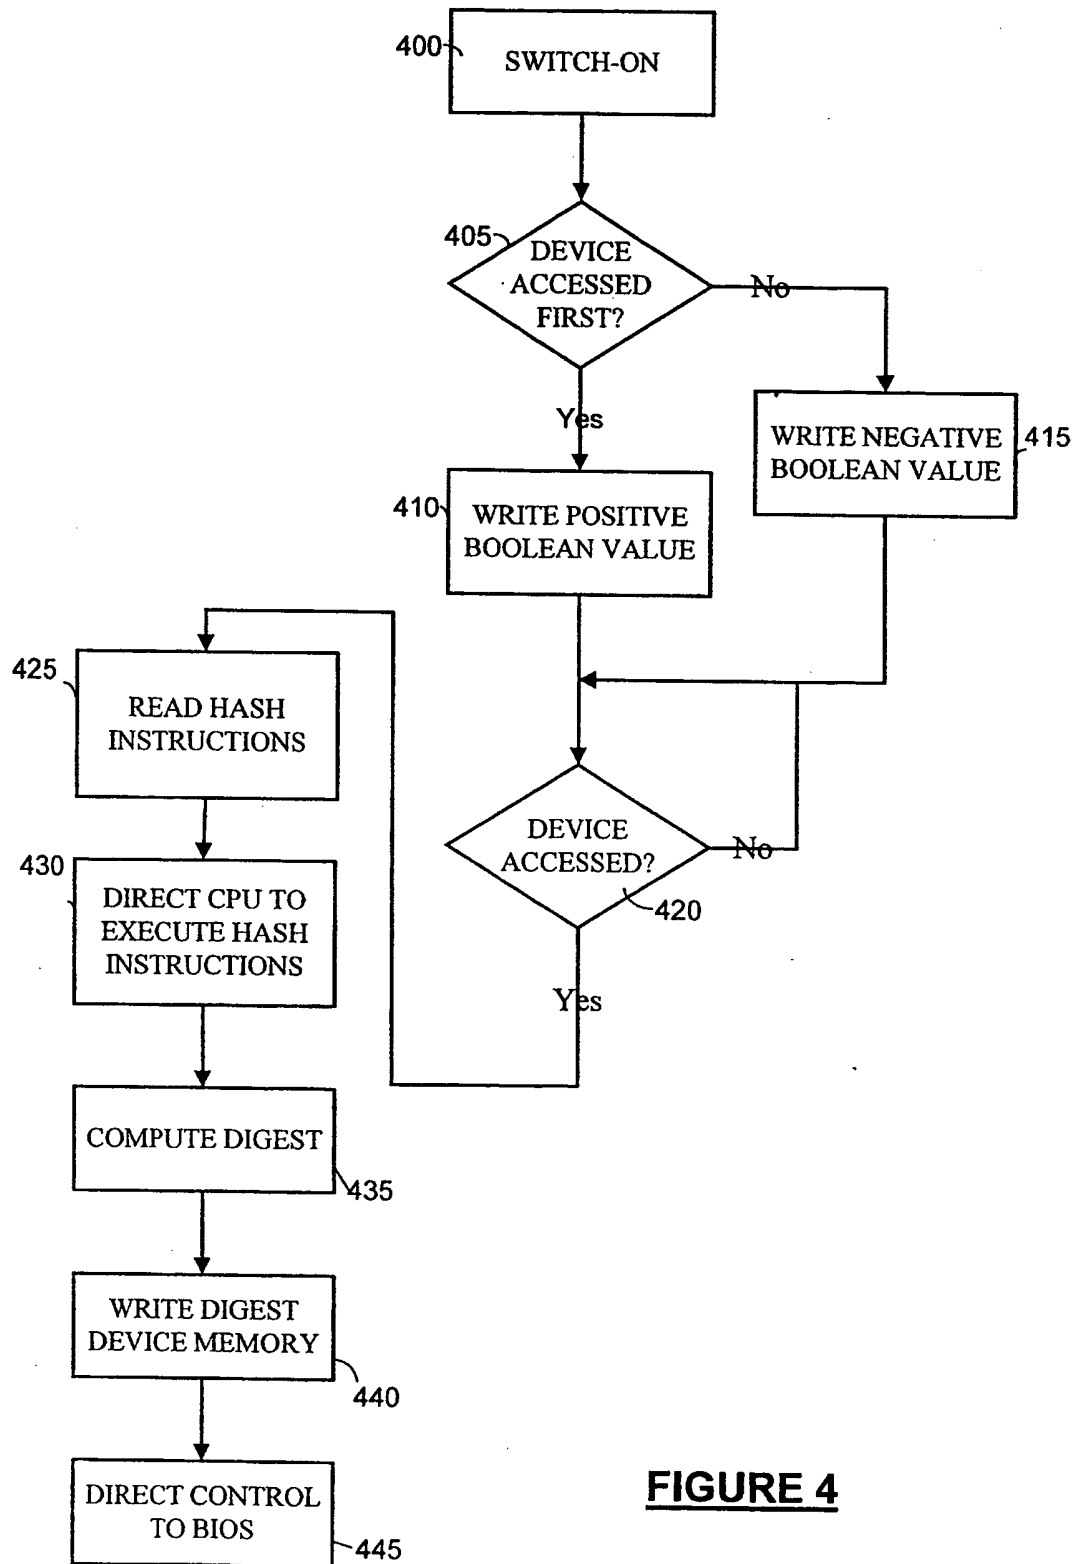 400
SWITCH-ON
405
DEVICE
ACCESSED
FIRST?
No
Yes
WRITE NEGATIVE
BOOLEAN VALUE
415
410
WRITE POSITIVE
BOOLEAN VALUE
425
READ HASH
INSTRUCTIONS
DEVICE
ACCESSED?
No
420
Yes
430
DIRECT CPU TO
EXECUTE HASH
INSTRUCTIONS
COMPUTE DIGEST
435
WRITE DIGEST
DEVICE MEMORY
440
DIRECT CONTROL
TO BIOS
445
FIGURE 4